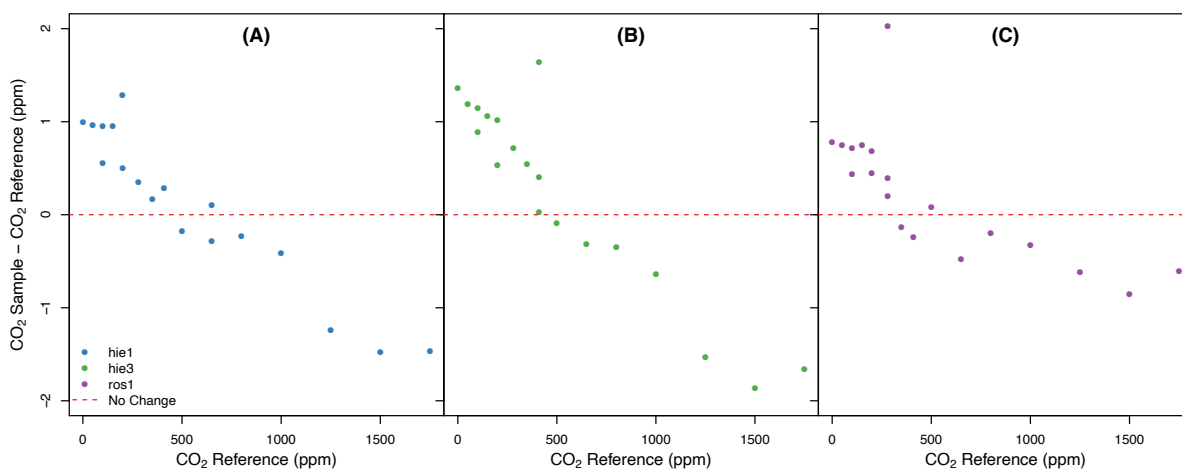 (A)
(B)
(C)
CO₂ Sample − CO₂ Reference (ppm)
2
1
0
-1
-2
hie1
hie3
ros1
No Change
0 500 1000 1500
0 500 1000 1500
0 500 1000 1500
CO₂ Reference (ppm)
CO₂ Reference (ppm)
CO₂ Reference (ppm)